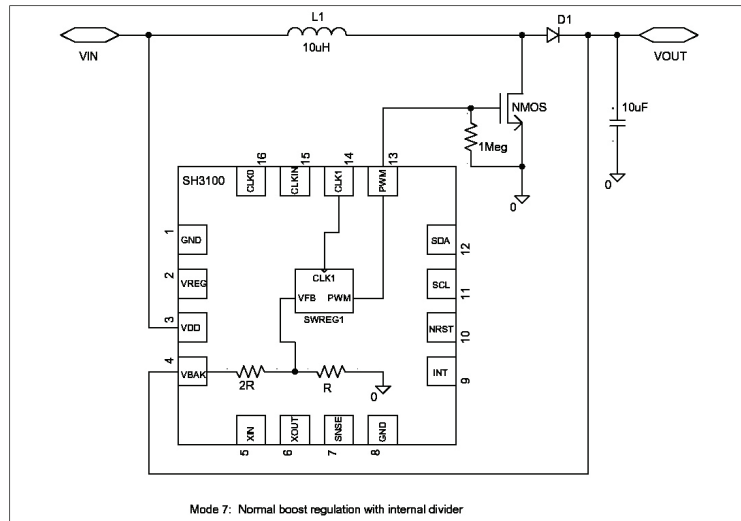 L1
D1
VIN
10uH
VOUT
NMOS
10uF
1Meg
0
0
SH3100
16
15
14
13
CLK0
CLKIN
CLK1
PWM
1
GND
SDA
12
CLK1
2
VREG
VFB
PWM
SCL
11
SWREG1
3
VDD
NRST
10
4
VBAK
2R
R
0
INT
9
XIN
XOUT
SNSE
GND
5
6
7
8
Mode 7: Normal boost regulation with internal divider